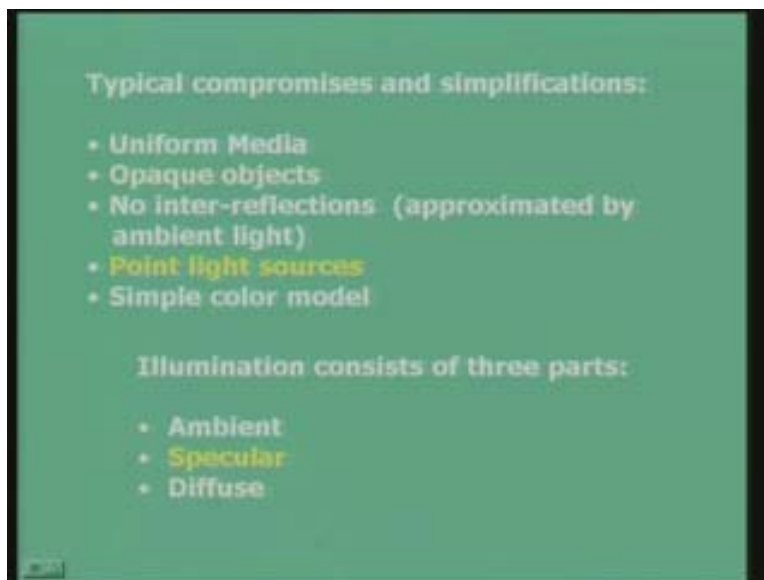 Typical compromises and simplifications:
• Uniform Media
• Opaque objects
• No inter-reflections (approximated by
ambient light)
• Point light sources
• Simple color model
Illumination consists of three parts:
• Ambient
• Specular
• Diffuse